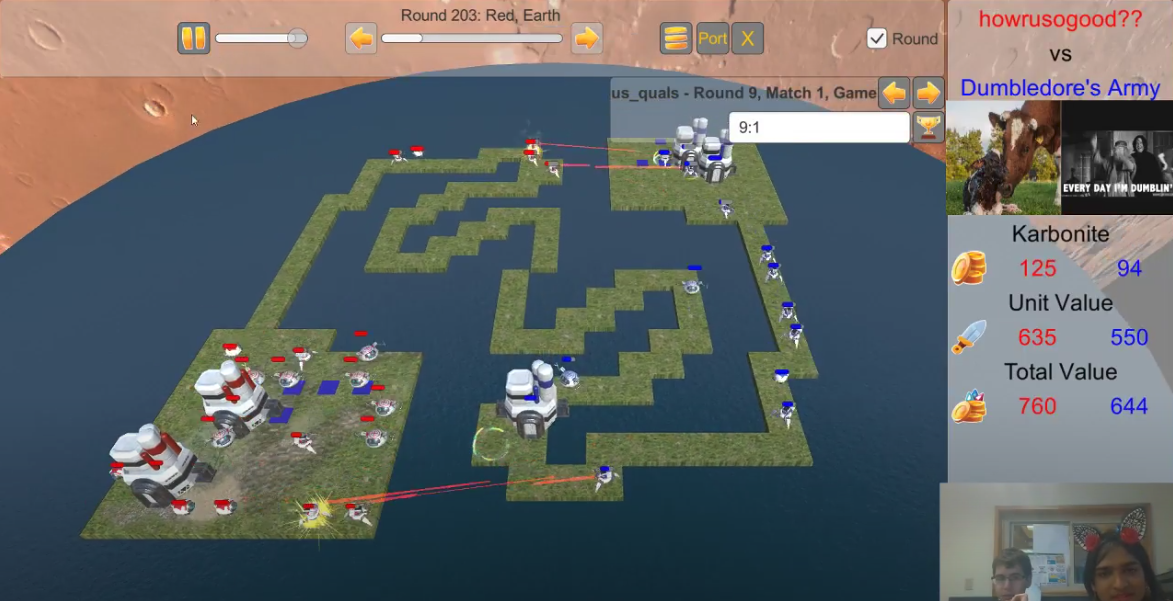 Round 203: Red, Earth
Port
X
Round
us_quals - Round 9, Match 1, Game
9:1
howrusogood??
vs
Dumbledore's Army
EVERY DAY I'M DUMBLIN'
Karbonite
125 94
Unit Value
635 550
Total Value
760 644